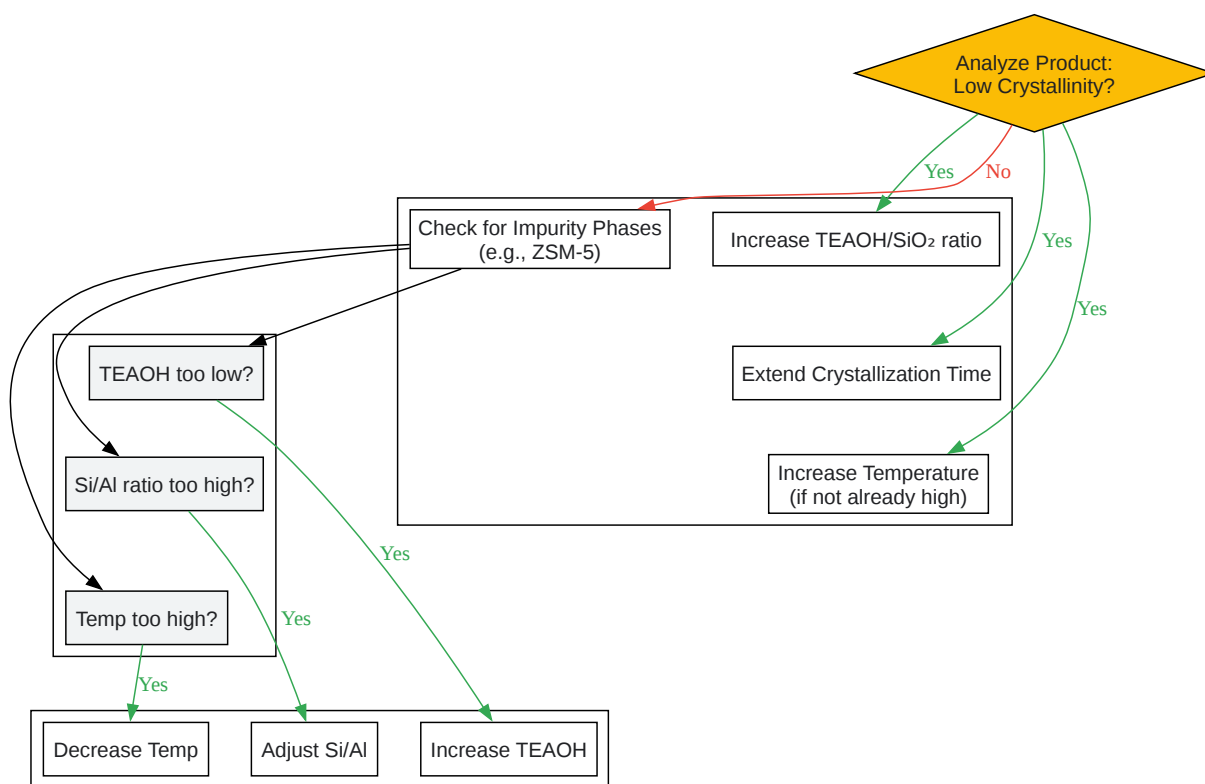 Analyze Product:
Low Crystallinity?
Yes
No
Check for Impurity Phases
(e.g., ZSM-5)
Increase TEAOH/SiO₂ ratio
Yes
Yes
TEAOH too low?
Extend Crystallization Time
Si/Al ratio too high?
Increase Temperature
(if not already high)
Yes
Temp too high?
Yes
Yes
Decrease Temp
Adjust Si/Al
Increase TEAOH